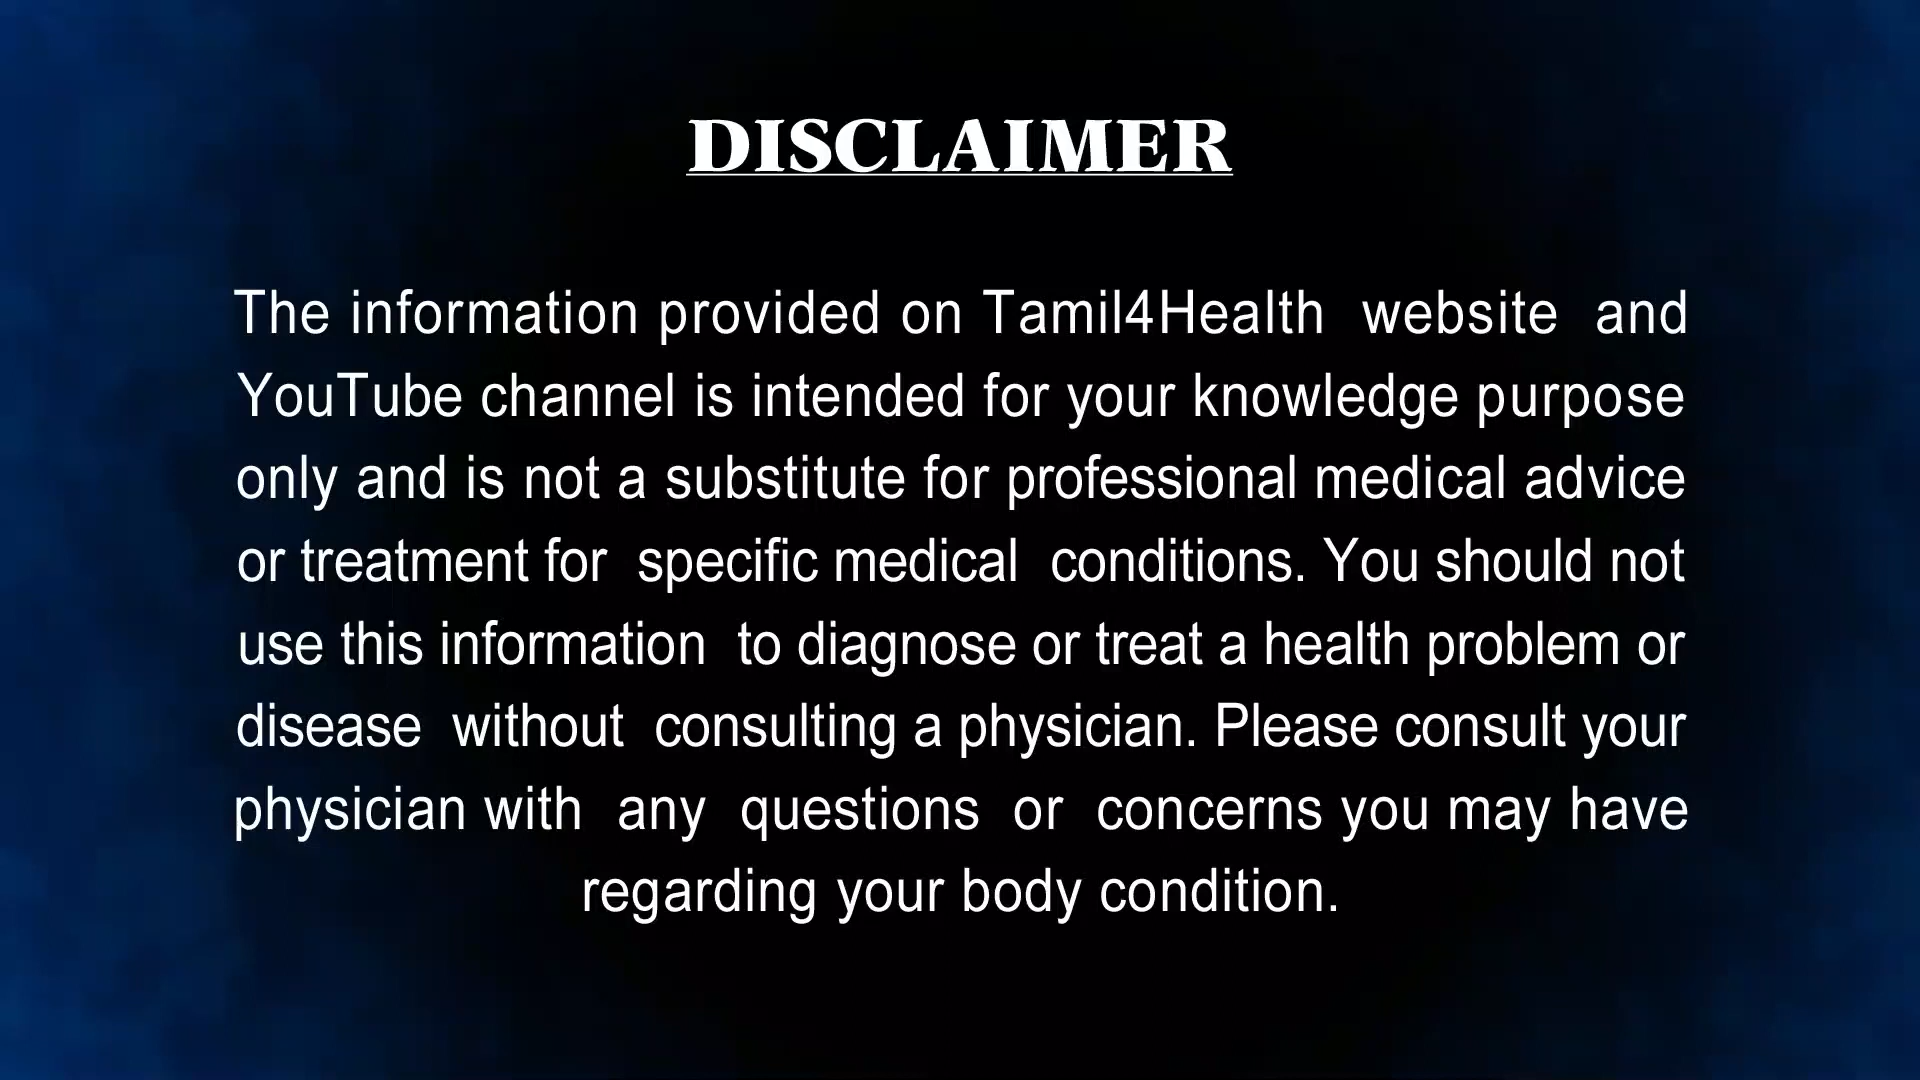 DISCLAIMER
The information provided on Tamil4Health website and
YouTube channel is intended for your knowledge purpose
only and is not a substitute for professional medical advice
or treatment for specific medical conditions. You should not
use this information to diagnose or treat a health problem or
disease without consulting a physician. Please consult your
physician with any questions or concerns you may have
regarding your body condition.